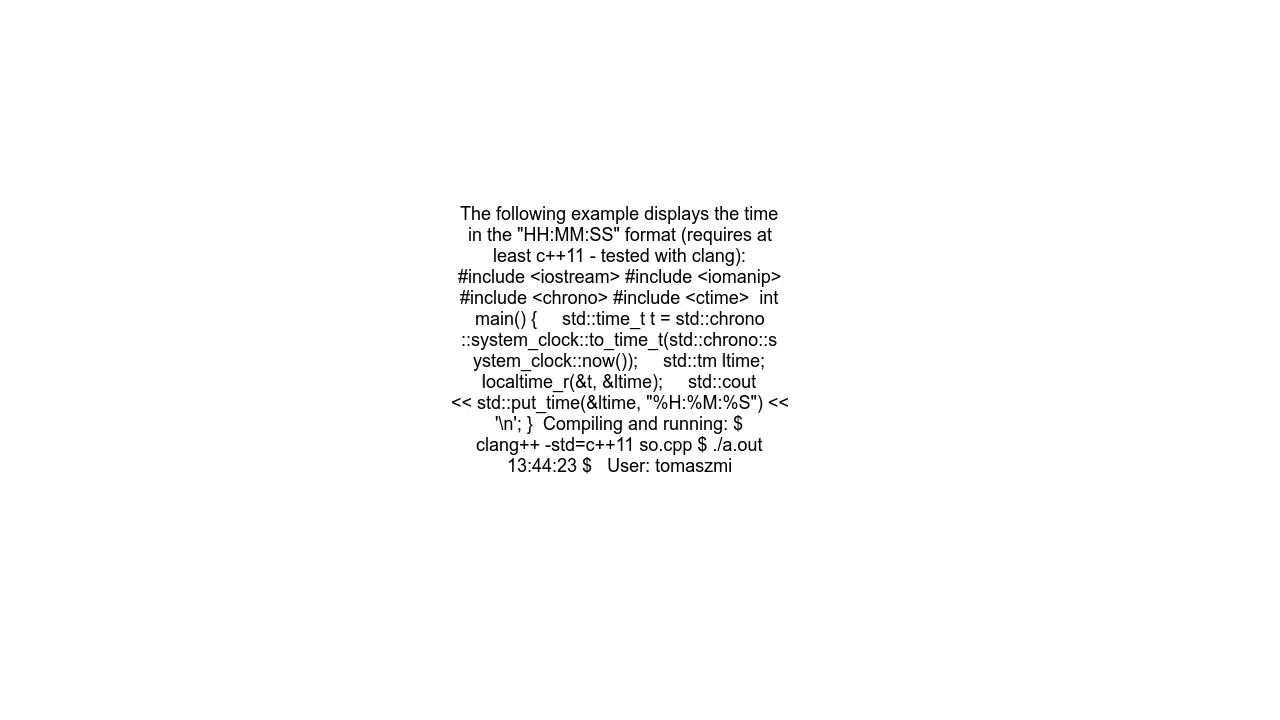 The following example displays the time
in the "HH:MM:SS" format (requires at
least c++11 - tested with clang):
#include <iostream> #include <iomanip>
#include <chrono> #include <ctime>  int
main() {     std::time_t t = std::chrono
::system_clock::to_time_t(std::chrono::s
ystem_clock::now());     std::tm ltime;
localtime_r(&t, &ltime);     std::cout
<< std::put_time(&ltime, "%H:%M:%S") <<
'\n'; }  Compiling and running: $
clang++ -std=c++11 so.cpp $ ./a.out
13:44:23 $   User: tomaszmi